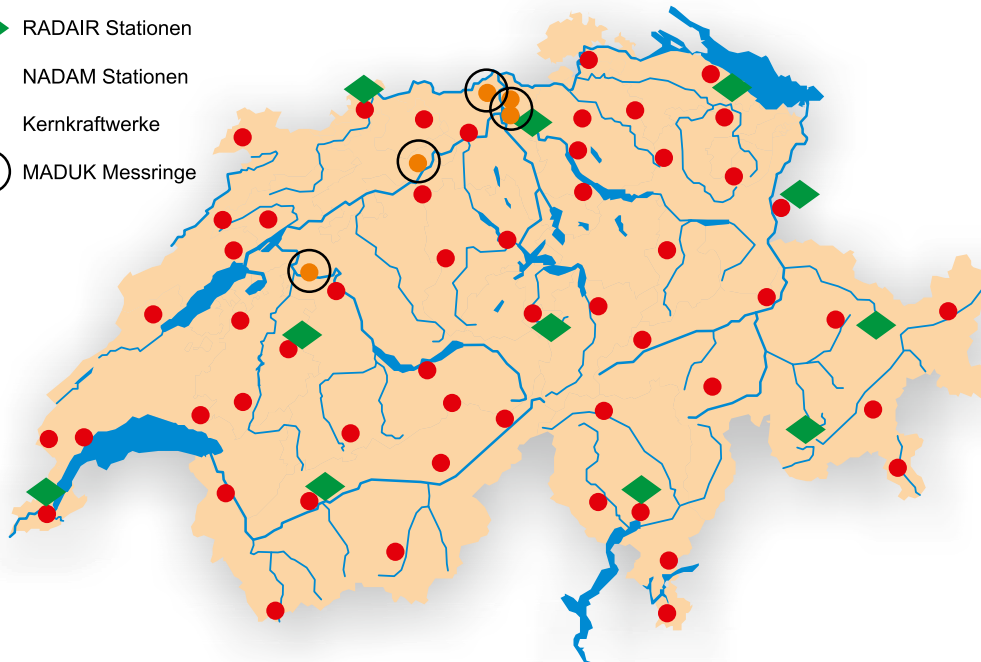 RADAIR Stationen
NADAM Stationen
Kernkraftwerke
MADUK Messringe